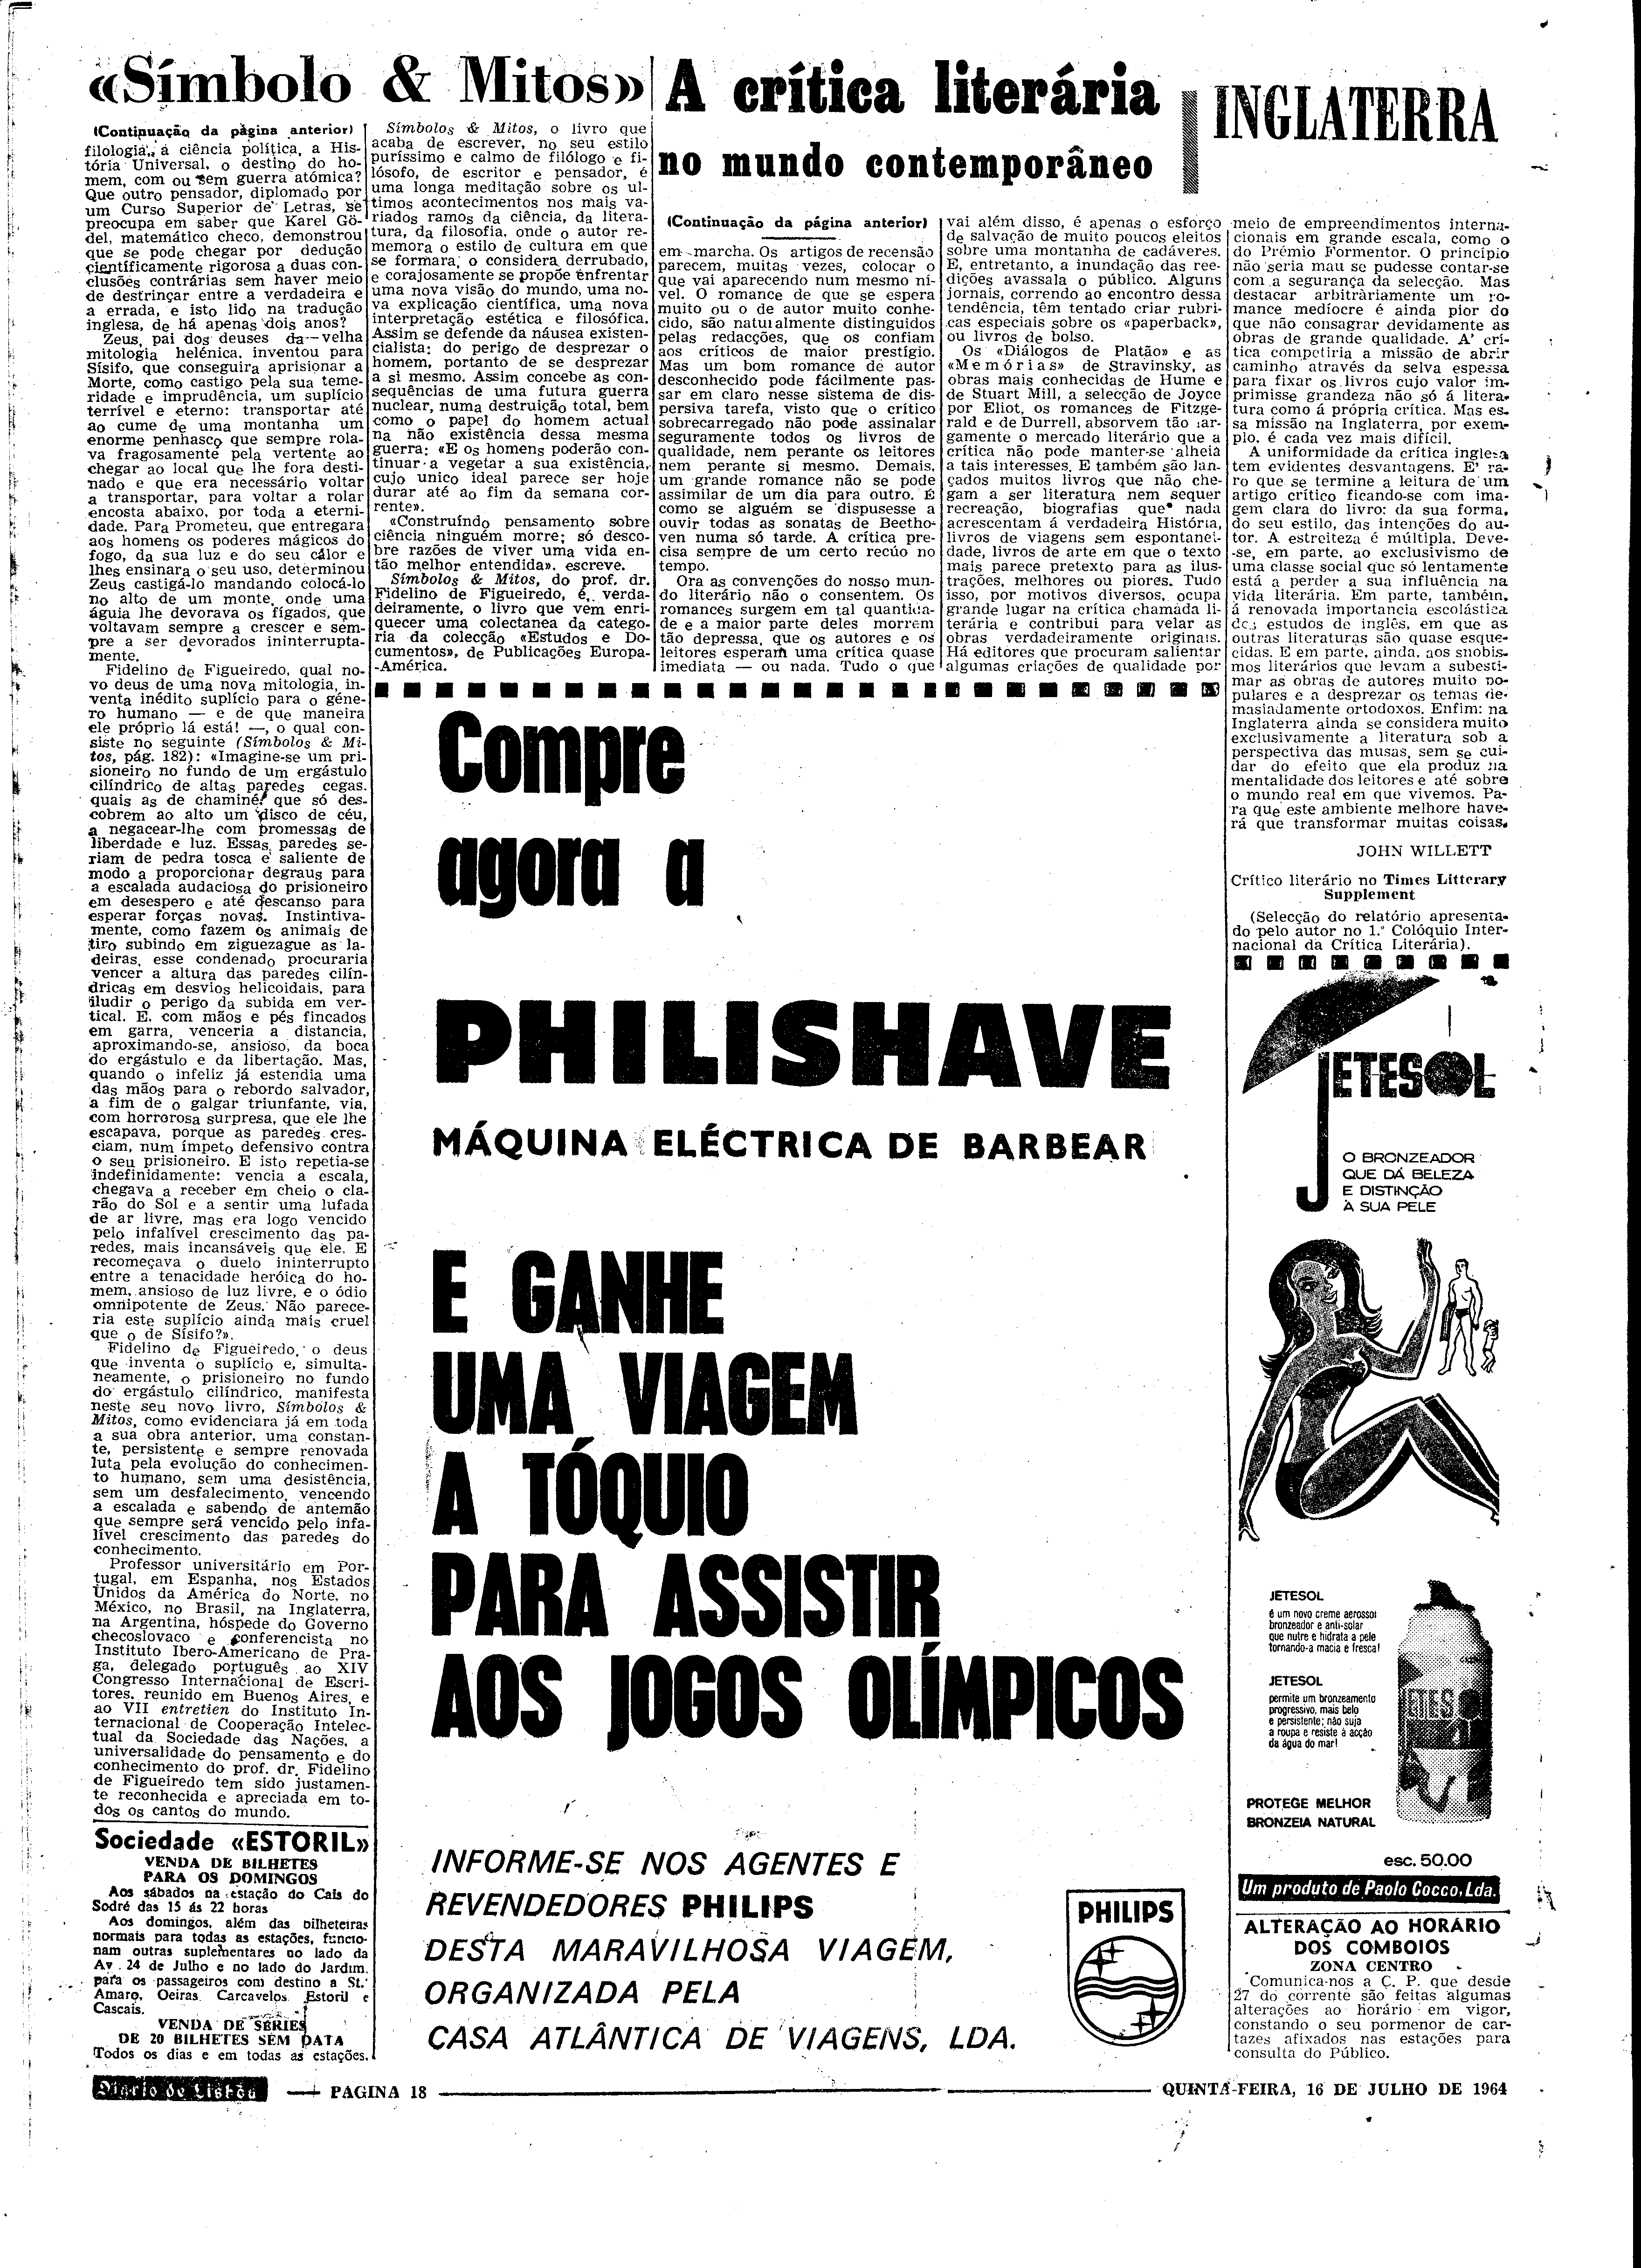 «Símbolo & Mitos»
(Continuação da página anterior)
filologia, á ciência política, a His-
tória Universal, o destino do ho-
mem, com ou sem guerra atómica?
Que outro pensador, diplomado por
um Curso Superior de Letras, se
preocupa em saber que Karel Gö-
del, matemático checo, demonstrou
que se pode chegar por dedução
científicamente rigorosa a duas con-
clusões contrárias sem haver meio
de destrinçar entre a verdadeira e
a errada, e isto lido na tradução
inglesa, de há apenas dois anos?
Zeus, pai dos deuses da velha
mitologia helénica, inventou para
Sísifo, que conseguira aprisionar a
Morte, como castigo pela sua teme-
ridade e imprudência, um suplício
terrível e eterno: transportar até
ao cume de uma montanha um
enorme penhasco que sempre rola-
va fragosamente pela vertente ao
chegar ao local que lhe fora desti-
nado e que era necessário voltar
a transportar, para voltar a rolar
encosta abaixo, por toda a eterni-
dade. Para Prometeu, que entregara
aos homens os poderes mágicos do
fogo, da sua luz e do seu calor e
lhes ensinara o seu uso, determinou
Zeus castigá-lo mandando colocá-lo
no alto de um monte, onde uma
águia lhe devorava os fígados, que
voltavam sempre a crescer e sem-
pre a ser devorados ininterrupta-
mente.
Fidelino de Figueiredo, qual no-
vo deus de uma nova mitologia, in-
venta inédito suplício para o géne-
ro humano — e de que maneira
ele próprio lá está! —, o qual con-
siste no seguinte (Símbolos & Mi-
tos, pág. 182): «Imagine-se um pri-
sioneiro no fundo de um ergástulo
cilíndrico de altas paredes cegas.
quais as de chaminé, que só des-
cobrem ao alto um disco de céu,
a negacear-lhe com promessas de
liberdade e luz. Essas paredes se-
riam de pedra tosca e saliente de
modo a proporcionar degraus para
a escalada audaciosa do prisioneiro
em desespero e até descanso para
esperar forças novas. Instintiva-
mente, como fazem os animais de
tiro subindo em ziguezague as la-
deiras, esse condenado procuraria
vencer a altura das paredes cilín-
dricas em desvios helicoidais, para
iludir o perigo da subida em ver-
tical. E, com mãos e pés fincados
em garra, venceria a distancia,
aproximando-se, ansioso, da boca
do ergástulo e da libertação. Mas,
quando o infeliz já estendia uma
das mãos para o rebordo salvador,
a fim de o galgar triunfante, via,
com horrorosa surpresa, que ele lhe
escapava, porque as paredes cres-
ciam, num ímpeto defensivo contra
o seu prisioneiro. E isto repetia-se
indefinidamente: vencia a escala,
chegava a receber em cheio o cla-
rão do Sol e a sentir uma lufada
de ar livre, mas era logo vencido
pelo infalível crescimento das pa-
redes, mais incansáveis que ele. E
recomeçava o duelo ininterrupto
entre a tenacidade heróica do ho-
mem, ansioso de luz livre, e o ódio
omnipotente de Zeus. Não parece-
ria este suplício ainda mais cruel
que o de Sísifo?».
Fidelino de Figueiredo, o deus
que inventa o suplício e, simulta-
neamente, o prisioneiro no fundo
do ergástulo cilíndrico, manifesta
neste seu novo livro, Símbolos &
Mitos, como evidenciara já em toda
a sua obra anterior, uma constan-
te, persistente e sempre renovada
luta pela evolução do conhecimen-
to humano, sem uma desistência,
sem um desfalecimento, vencendo
a escalada e sabendo de antemão
que sempre será vencido pelo infa-
lível crescimento das paredes do
conhecimento.
Professor universitário em Por-
tugal, em Espanha, nos Estados
Unidos da América do Norte, no
México, no Brasil, na Inglaterra,
na Argentina, hóspede do Governo
checoslovaco e conferencista no
Instituto Ibero-Americano de Pra-
ga, delegado português ao XIV
Congresso Internacional de Escri-
tores, reunido em Buenos Aires, e
ao VII entretien do Instituto In-
ternacional de Cooperação Intelec-
tual da Sociedade das Nações, a
universalidade do pensamento e do
conhecimento do prof. dr. Fidelino
de Figueiredo tem sido justamen-
te reconhecida e apreciada em to-
dos os cantos do mundo.
Símbolos & Mitos, o livro que
acaba de escrever, no seu estilo
puríssimo e calmo de filólogo e fi-
lósofo, de escritor e pensador, é
uma longa meditação sobre os ul-
timos acontecimentos nos mais va-
riados ramos da ciência, da litera-
tura, da filosofia, onde o autor re-
memora o estilo de cultura em que
se formara, o considera derrubado,
e corajosamente se propõe enfrentar
uma nova visão do mundo, uma no-
va explicação científica, uma nova
interpretação estética e filosófica.
Assim se defende da náusea existen-
cialista: do perigo de desprezar o
homem, portanto de se desprezar
a si mesmo. Assim concebe as con-
sequências de uma futura guerra
nuclear, numa destruição total, bem
como o papel do homem actual
na não existência dessa mesma
guerra: «E os homens poderão con-
tinuar a vegetar a sua existência,
cujo unico ideal parece ser hoje
durar até ao fim da semana cor-
rente».
«Construíndo pensamento sobre
ciência ninguém morre; só desco-
bre razões de viver uma vida en-
tão melhor entendida». escreve.
Símbolos & Mitos, do prof. dr.
Fidelino de Figueiredo, é, verda-
deiramente, o livro que vem enri-
quecer uma colectanea da catego-
ria da colecção «Estudos e Do-
cumentos», de Publicações Europa-
-América.
A crítica literária
no mundo contemporâneo
INGLATERRA
(Continuação da página anterior)
em marcha. Os artigos de recensão
parecem, muitas vezes, colocar o
que vai aparecendo num mesmo ní-
vel. O romance de que se espera
muito ou o de autor muito conhe-
cido, são naturalmente distinguidos
pelas redacções, que os confiam
aos críticos de maior prestígio.
Mas um bom romance de autor
desconhecido pode fácilmente pas-
sar em claro nesse sistema de dis-
persiva tarefa, visto que o crítico
sobrecarregado não pode assinalar
seguramente todos os livros de
qualidade, nem perante os leitores
nem perante si mesmo. Demais,
um grande romance não se pode
assimilar de um dia para outro. É
como se alguém se dispusesse a
ouvir todas as sonatas de Beetho-
ven numa só tarde. A crítica pre-
cisa sempre de um certo recúo no
tempo.
Ora as convenções do nosso mun-
do literário não o consentem. Os
romances surgem em tal quantida-
de e a maior parte deles morrem
tão depressa, que os autores e os
leitores esperam uma crítica quase
imediata — ou nada. Tudo o que
vai além disso, é apenas o esforço
de salvação de muito poucos eleitos
sobre uma montanha de cadáveres.
E, entretanto, a inundação das ree-
dições avassala o público. Alguns
jornais, correndo ao encontro dessa
tendência, têm tentado criar rubri-
cas especiais sobre os «paperback»,
ou livros de bolso.
Os «Diálogos de Platão» e as
«Memórias» de Stravinsky, as
obras mais conhecidas de Hume e
de Stuart Mill, a selecção de Joyce
por Eliot, os romances de Fitzge-
rald e de Durrell, absorvem tão lar-
gamente o mercado literário que a
crítica não pode manter-se alheia
a tais interesses. E também são lan-
çados muitos livros que não che-
gam a ser literatura nem sequer
recreação, biografias que nada
acrescentam á verdadeira História,
livros de viagens sem espontanei-
dade, livros de arte em que o texto
mais parece pretexto para as ilus-
trações, melhores ou piores. Tudo
isso, por motivos diversos, ocupa
grande lugar na crítica chamada li-
terária e contribui para velar as
obras verdadeiramente originais.
Há editores que procuram salientar
algumas criações de qualidade por
meio de empreendimentos interna-
cionais em grande escala, como o
do Prémio Formentor. O princípio
não seria mau se pudesse contar-se
com a segurança da selecção. Mas
destacar arbitràriamente um ro-
mance medíocre é ainda pior do
que não consagrar devidamente as
obras de grande qualidade. A' crí-
tica competiria a missão de abrir
caminho através da selva espessa
para fixar os livros cujo valor im-
primisse grandeza não só á litera-
tura como á própria crítica. Mas es-
sa missão na Inglaterra, por exem-
plo, é cada vez mais difícil.
A uniformidade da crítica inglesa
tem evidentes desvantagens. E' ra-
ro que se termine a leitura de um
artigo crítico ficando-se com ima-
gem clara do livro: da sua forma,
do seu estilo, das intenções do au-
tor. A estreiteza é múltipla. Deve-
-se, em parte, ao exclusivismo de
uma classe social que só lentamente
está a perder a sua influência na
vida literária. Em parte, também,
á renovada importancia escolástica
dos estudos de inglês, em que as
outras literaturas são quase esque-
cidas. E em parte, ainda, aos snobis-
mos literários que levam a subesti-
mar as obras de autores muito po-
pulares e a desprezar os temas de-
masiadamente ortodoxos. Enfim: na
Inglaterra ainda se considera muito
exclusivamente a literatura sob a
perspectiva das musas, sem se cui-
dar do efeito que ela produz na
mentalidade dos leitores e até sobre
o mundo real em que vivemos. Pa-
ra que este ambiente melhore have-
rá que transformar muitas coisas.
JOHN WILLETT
Crítico literário no Times Litterary
Supplement
(Selecção do relatório apresenta-
do pelo autor no 1.º Colóquio Inter-
nacional da Crítica Literária).
Compre
agora a
PHILISHAVE
MÁQUINA ELÉCTRICA DE BARBEAR
E GANHE
UMA VIAGEM
A TÓQUIO
PARA ASSISTIR
AOS JOGOS OLÍMPICOS
INFORME-SE NOS AGENTES E
REVENDEDORES PHILIPS
DESTA MARAVILHOSA VIAGEM,
ORGANIZADA PELA
CASA ATLÂNTICA DE VIAGENS, LDA.
PHILIPS
JETESOL
O BRONZEADOR
QUE DÁ BELEZA
E DISTINÇÃO
À SUA PELE
JETESOL
é um novo creme aerossol
bronzeador e anti-solar
que nutre e hidrata a pele
tornando-a macia e fresca!
JETESOL
permite um bronzeamento
progressivo, mais belo
e persistente; não suja
a roupa e resiste à acção
da água do mar!
PROTEGE MELHOR
BRONZEIA NATURAL
esc. 50.00
Um produto de Paolo Cocco, Lda.
Sociedade «ESTORIL»
VENDA DE BILHETES
PARA OS DOMINGOS
Aos sábados na estação do Cais do
Sodré das 15 ás 22 horas
Aos domingos, além das bilheteiras
normais para todas as estações, funcio-
nam outras suplementares no lado da
Av. 24 de Julho e no lado do Jardim,
para os passageiros com destino a St.º
Amaro, Oeiras, Carcavelos, Estoril e
Cascais.
VENDA DE SÉRIES
DE 20 BILHETES SEM DATA
Todos os dias e em todas as estações.
ALTERAÇÃO AO HORÁRIO
DOS COMBOIOS
ZONA CENTRO
Comunica-nos a C. P. que desde
27 do corrente são feitas algumas
alterações ao horário em vigor,
constando o seu pormenor de car-
tazes afixados nas estações para
consulta do Público.
Diário de Lisboa — PAGINA 18 — QUINTA-FEIRA, 16 DE JULHO DE 1964